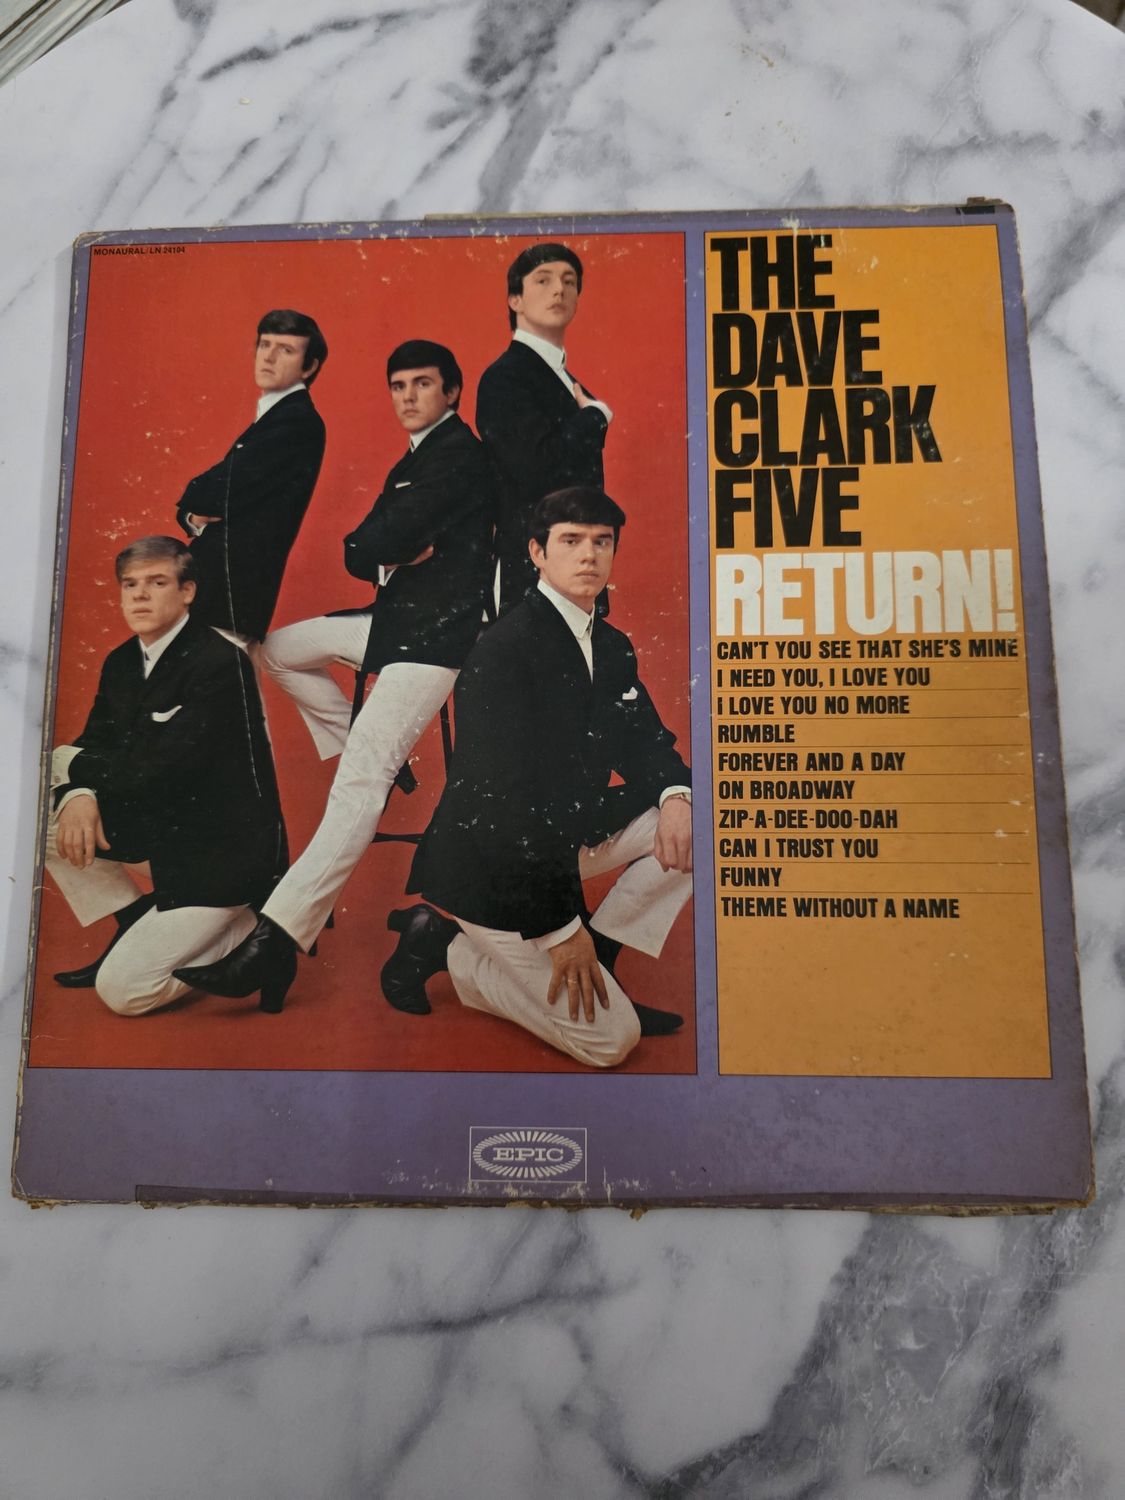 MONAURAL/LN 24104
THE
DAVE
CLARK
FIVE
RETURN!
CAN'T YOU SEE THAT SHE'S MINE
I NEED YOU, I LOVE YOU
I LOVE YOU NO MORE
RUMBLE
FOREVER AND A DAY
ON BROADWAY
ZIP-A-DEE-DOO-DAH
CAN I TRUST YOU
FUNNY
THEME WITHOUT A NAME
EPIC